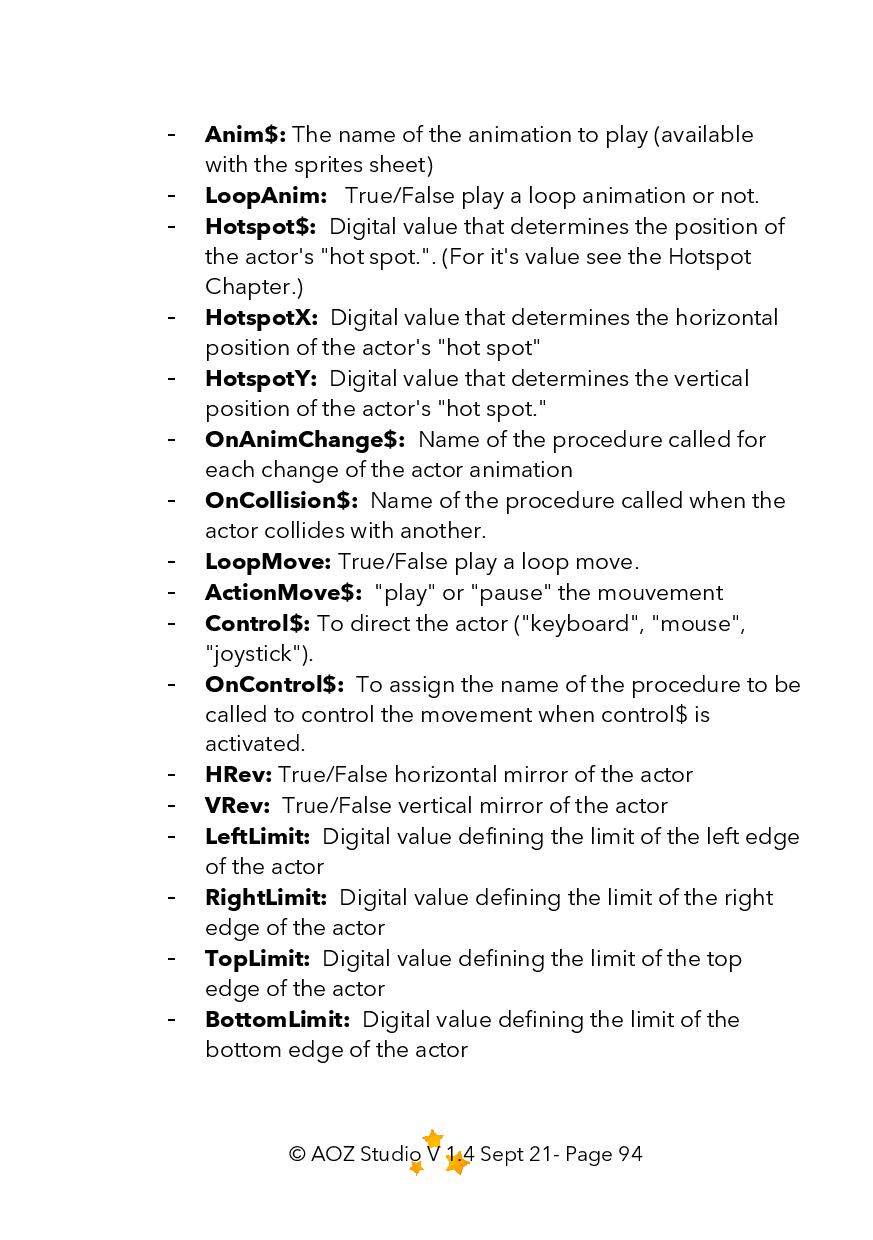 - Anim$: The name of the animation to play (available
with the sprites sheet)
- LoopAnim: True/False play a loop animation or not.
- Hotspot$: Digital value that determines the position of
the actor's "hot spot.". (For it's value see the Hotspot
Chapter.)
- HotspotX: Digital value that determines the horizontal
position of the actor's "hot spot"
- HotspotY: Digital value that determines the vertical
position of the actor's "hot spot."
- OnAnimChange$: Name of the procedure called for
each change of the actor animation
- OnCollision$: Name of the procedure called when the
actor collides with another.
- LoopMove: True/False play a loop move.
- ActionMove$: "play" or "pause" the mouvement
- Control$: To direct the actor ("keyboard", "mouse",
"joystick").
- OnControl$: To assign the name of the procedure to be
called to control the movement when control$ is
activated.
- HRev: True/False horizontal mirror of the actor
- VRev: True/False vertical mirror of the actor
- LeftLimit: Digital value defining the limit of the left edge
of the actor
- RightLimit: Digital value defining the limit of the right
edge of the actor
- TopLimit: Digital value defining the limit of the top
edge of the actor
- BottomLimit: Digital value defining the limit of the
bottom edge of the actor
© AOZ Studio V 1.4 Sept 21- Page 94